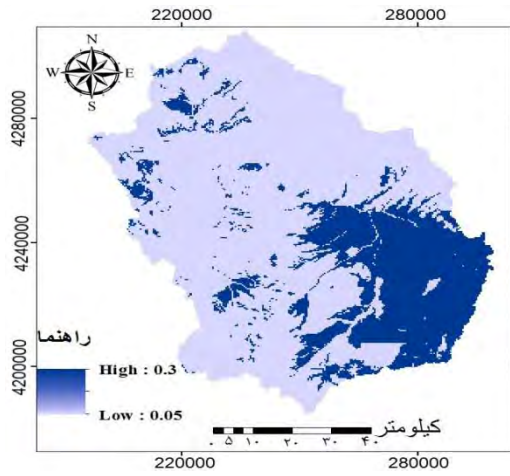 220000 280000
N
W E
S
4280000
4240000
4200000
راهنما
High : 0.3
Low : 0.05
کیلومتر
۰ ۵ ۱۰ ۲۰ ۳۰ ۴۰
220000 280000